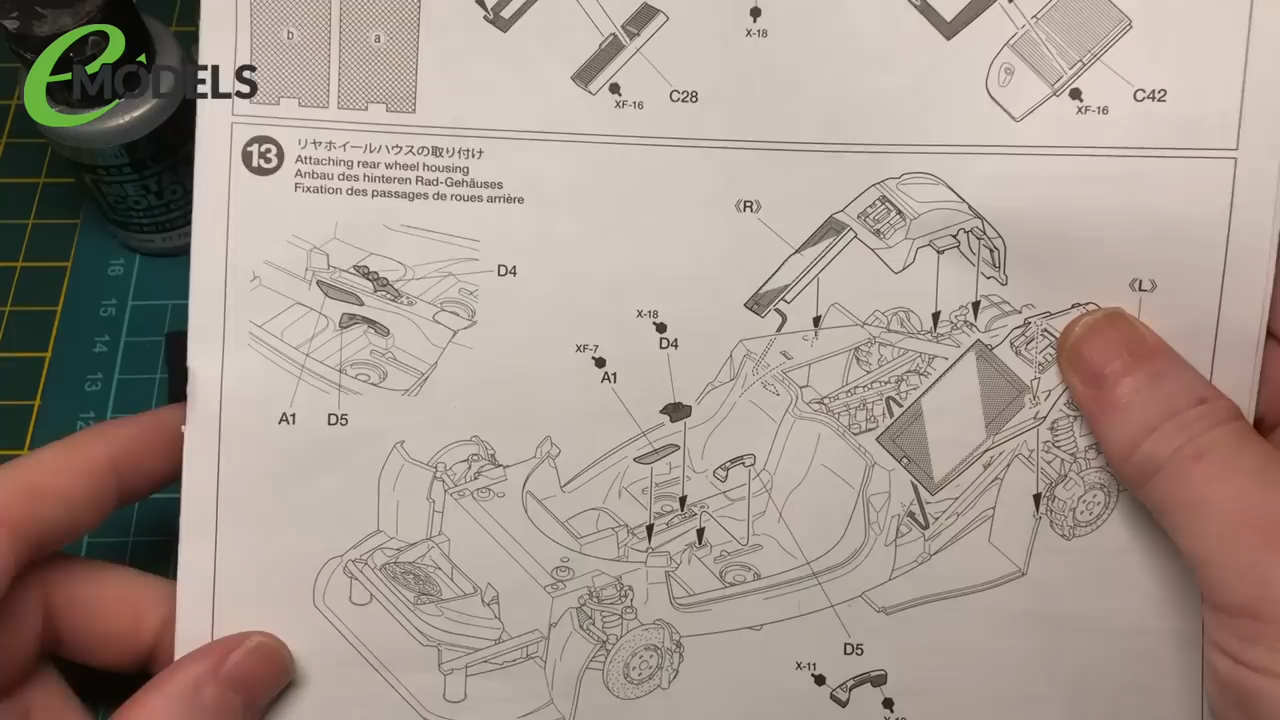 e MODELS
b
a
XF-16
C28
X-18
XF-16
C42
13
リヤホイールハウスの取り付け
Attaching rear wheel housing
Anbau des hinteren Rad-Gehäuses
Fixation des passages de roues arrière
《R》
D4
《L》
X-18
D4
XF-7
A1
A1
D5
D5
X-11
16
15
14
13
12